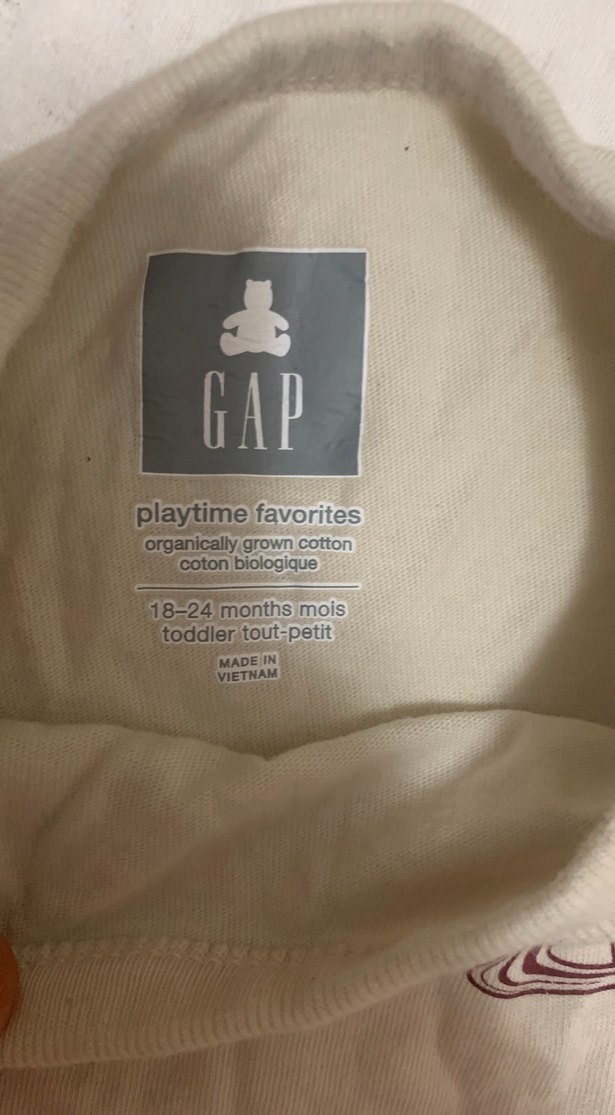 GAP
playtime favorites
organically grown cotton
coton biologique
18–24 months mois
toddler tout-petit
MADE IN
VIETNAM